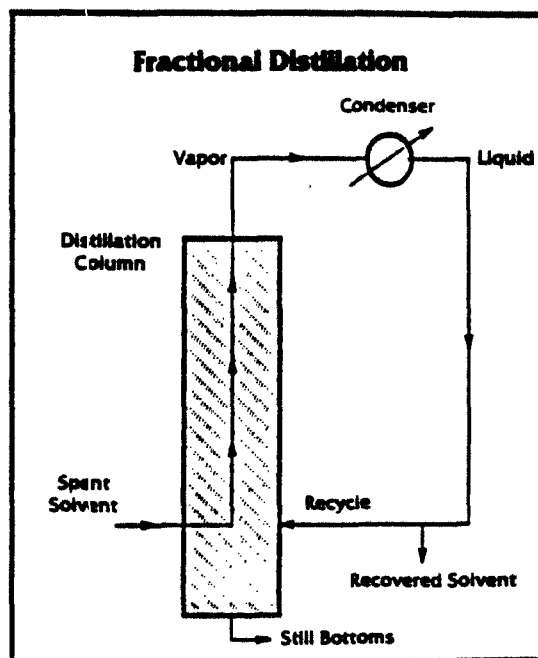 Fractional Distillation
Condenser
Vapor
Liquid
Distillation
Column
Spent
Solvent
Recycle
Recovered Solvent
Still Bottoms